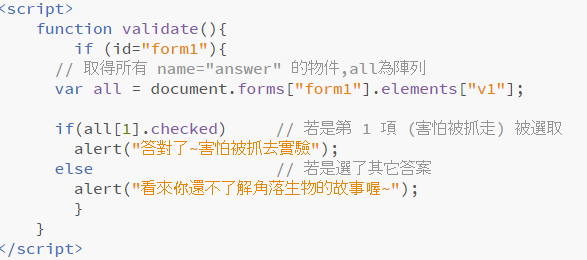 <script>
function validate(){
if (id="form1"){
// 取得所有 name="answer" 的物件,all為陣列
var all = document.forms["form1"].elements["v1"];
if(all[1].checked) // 若是第 1 項 (害怕被抓走) 被選取
alert("答對了~害怕被抓去實驗");
else // 若是選了其它答案
alert("看來你還不了解角落生物的故事喔~");
}
}
</script>